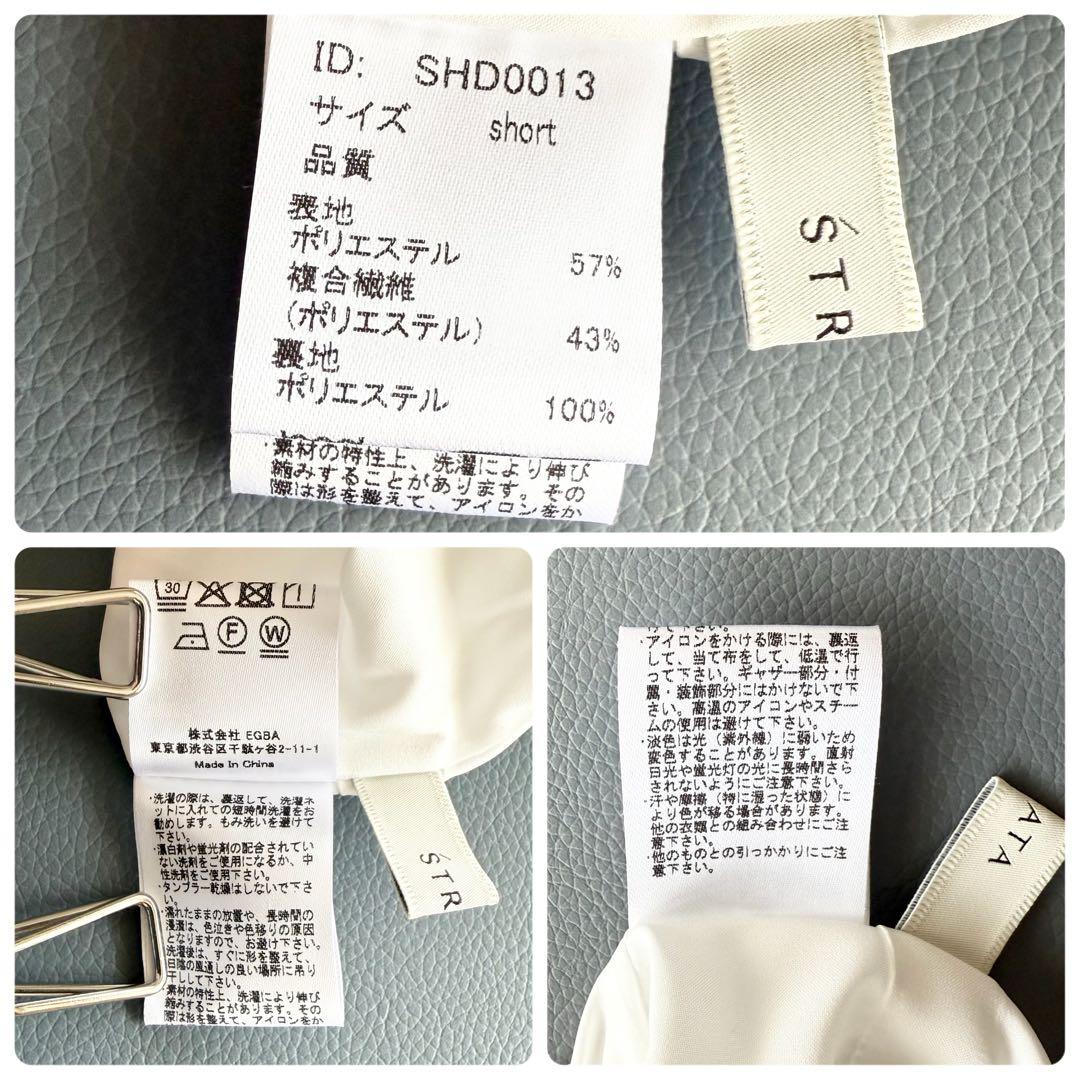 ID: SHD0013
サイズ short
品質
表地
ポリエステル 57%
複合繊維
(ポリエステル) 43%
裏地
ポリエステル 100%
・素材の特性上、洗濯により伸び
縮みすることがあります。その
際は形を整えて、アイロンをか
ŚTR
30
F W
株式会社 EGBA
東京都渋谷区千駄ヶ谷2-11-1
Made In China
・洗濯の際は、裏返して、洗濯ネ
ットに入れての短時間洗濯をお
勧めします。もみ洗いを避けて
下さい。
・漂白剤や蛍光剤の配合されてい
ない洗剤をご使用になるか、中
性洗剤をご使用下さい。
・タンブラー乾燥はしないで下さ
い。
・濡れたままの放置や、長時間の
浸漬は、色泣きや色移りの原因
となりますので、お避け下さい。
・洗濯後は、すぐに形を整えて、
日陰の風通しの良い場所に吊り
干しして下さい。
・素材の特性上、洗濯により伸び
縮みすることがあります。その
際は形を整えて、アイロンをか
ŚTR
けて下さい。
・アイロンをかける際には、裏返
して、当て布をして、低温で行
って下さい。ギャザー部分・付
属・装飾部分にはかけないで下
さい。高温のアイロンやスチー
ムの使用は避けて下さい。
・淡色は光（紫外線）に弱いため
変色することがあります。直射
日光や蛍光灯の光に長時間さら
されないようにご注意下さい。
・汗や摩擦（特に湿った状態）に
より色が移る場合があります。
他の衣類との組み合わせにご注
意下さい。
・他のものとの引っかかりにご注
意下さい。
ATA